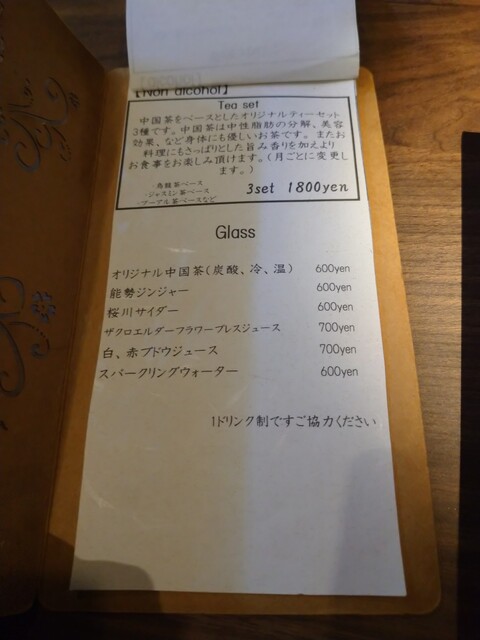 【Non alcohol】
Tea set
中国茶をベースとしたオリジナルティーセット
3種です。中国茶は中性脂肪の分解、美容
効果、など身体にも優しいお茶です。 またお
料理にもさっぱりとした旨み香りを加えより
お食事をお楽しみ頂けます。(月ごとに変更し
ます。)
烏龍茶ベース
・ジャスミン茶ベース
・プーアル茶ベースなど
3set 1800yen
Glass
オリジナル中国茶(炭酸、冷、温) 600yen
能勢ジンジャー 600yen
桜川サイダー 600yen
ザクロエルダーフラワープレスジュース 700yen
白、赤ブドウジュース 700yen
スパークリングウォーター 600yen
1ドリンク制ですご協力ください